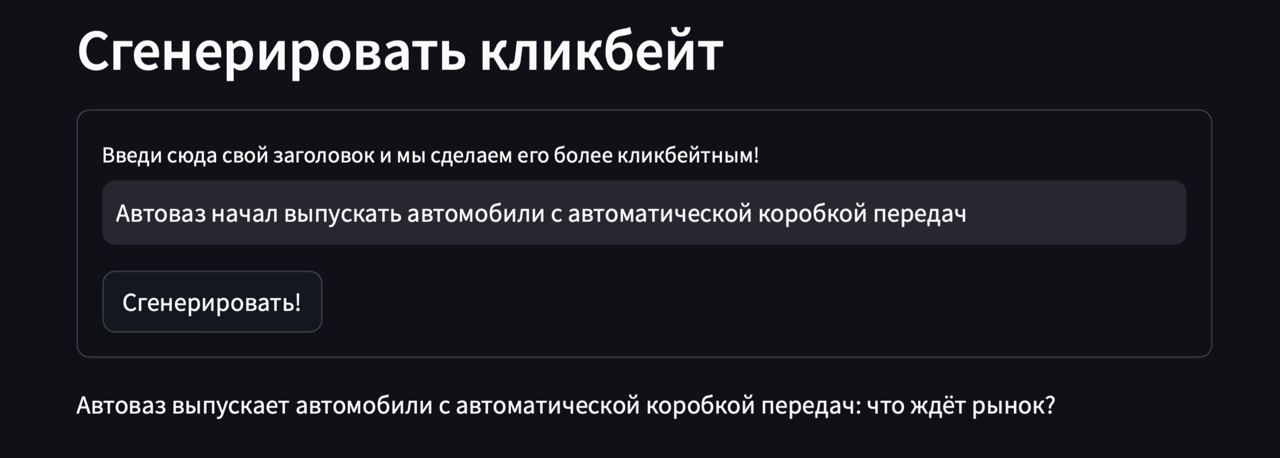 Сгенерировать кликбейт
Введи сюда свой заголовок и мы сделаем его более кликбейтным!
Автоваз начал выпускать автомобили с автоматической коробкой передач
Сгенерировать!
Автоваз выпускает автомобили с автоматической коробкой передач: что ждёт рынок?